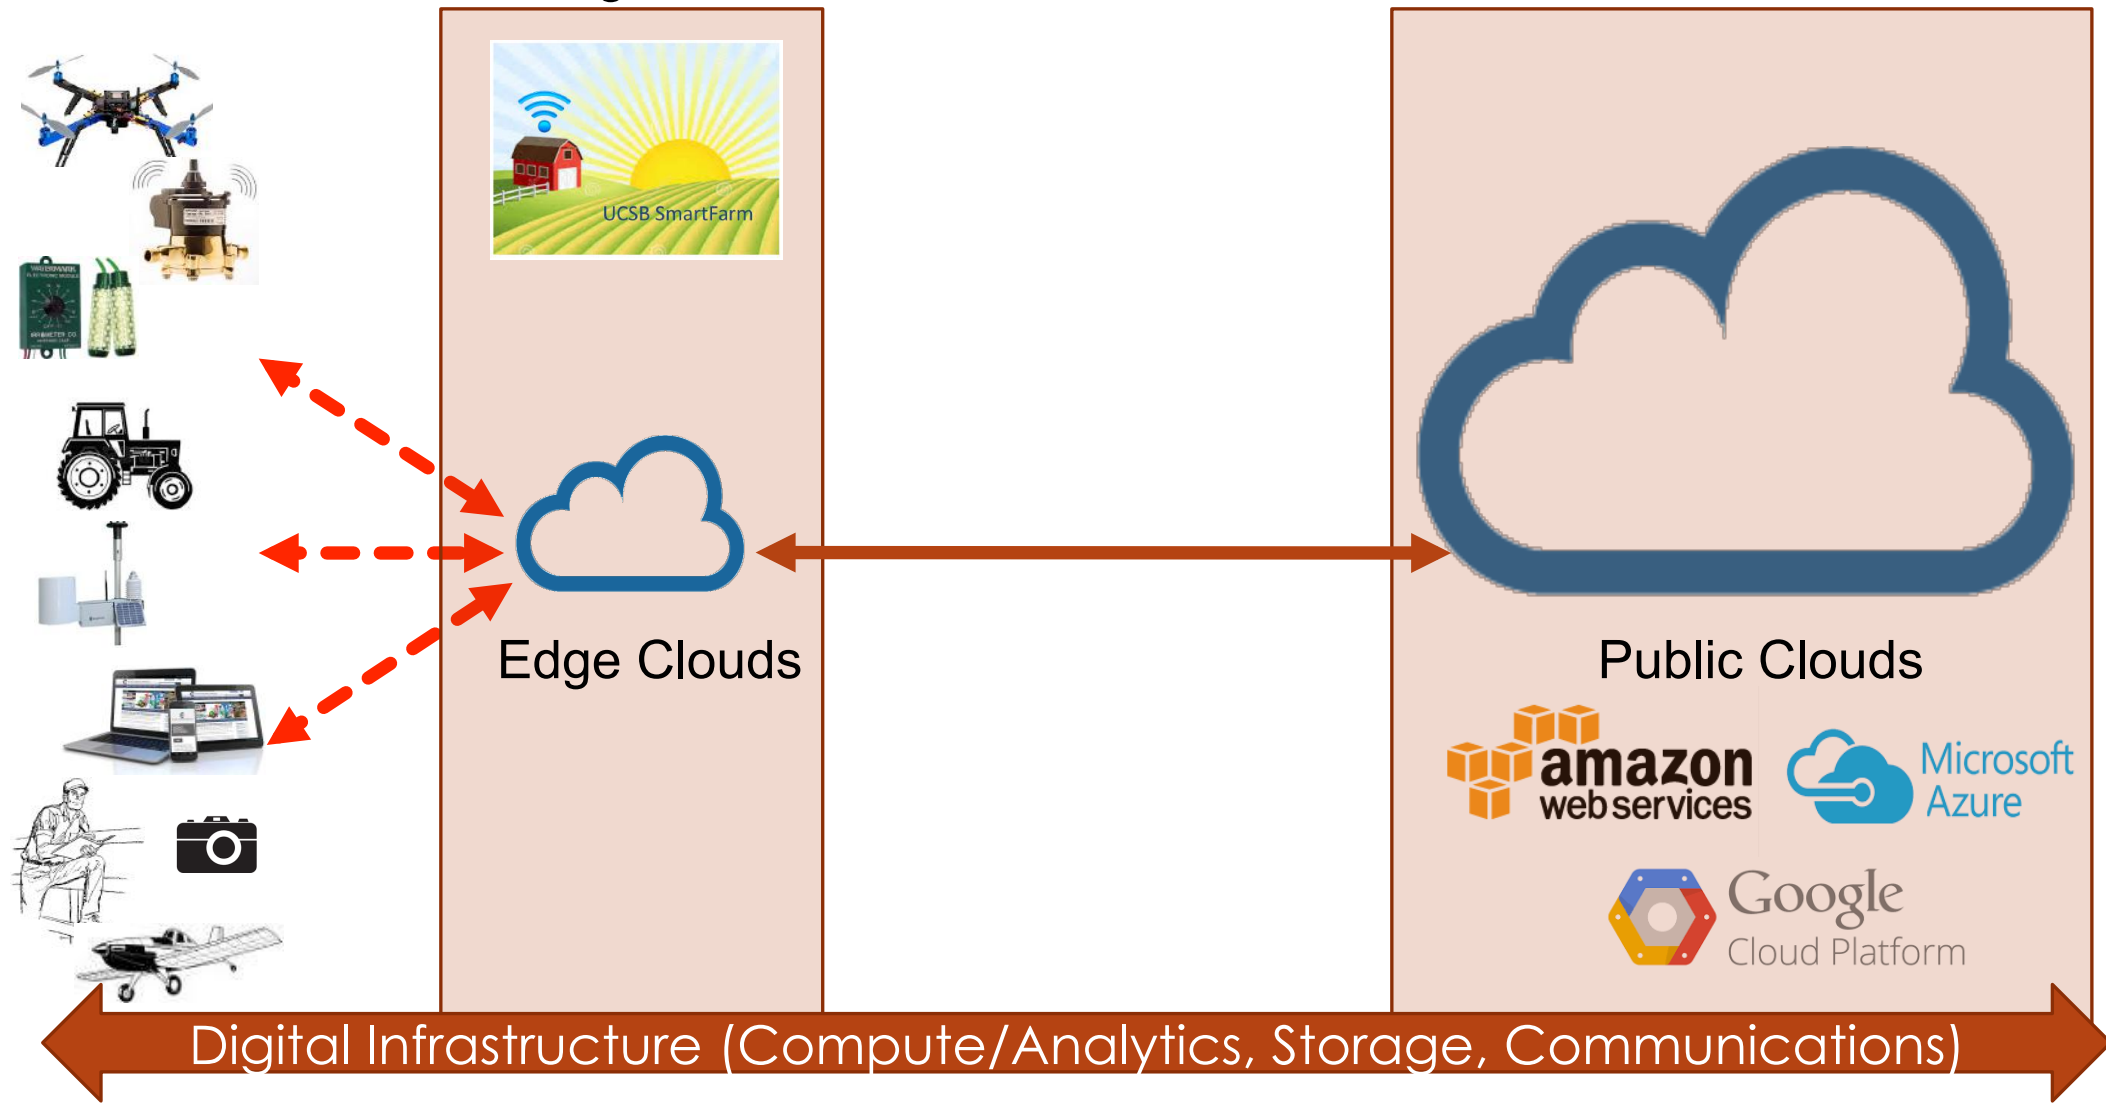 UCSB SmartFarm
WATERMARK
Edge Clouds
Public Clouds
amazon
web services
Microsoft
Azure
Google
Cloud Platform
Digital Infrastructure (Compute/Analytics, Storage, Communications)